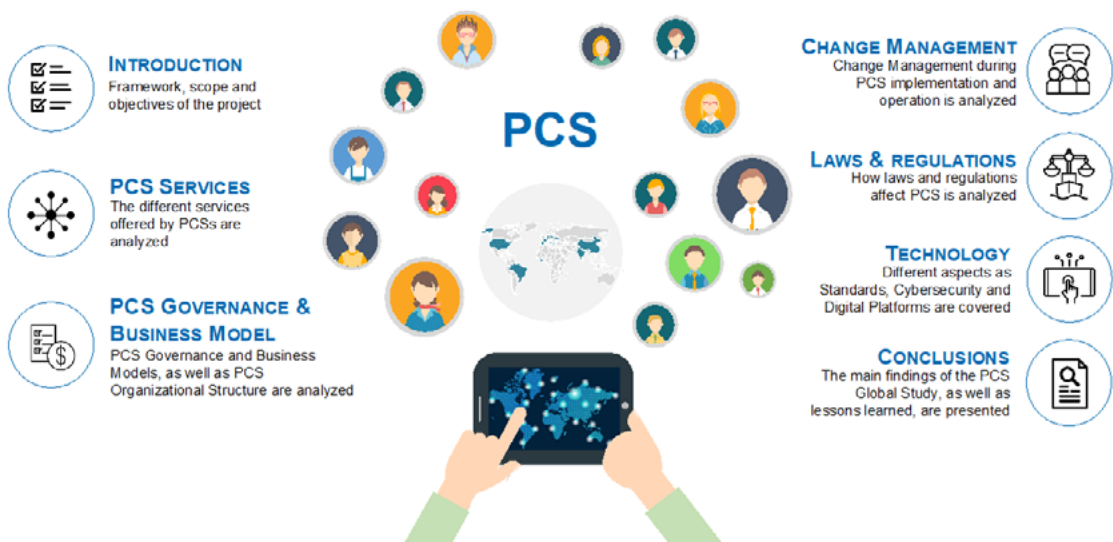 INTRODUCTION
Framework, scope and
objectives of the project
PCS SERVICES
The different services
offered by PCSs are
analyzed
PCS GOVERNANCE &
BUSINESS MODEL
PCS Governance and Business
Models, as well as PCS
Organizational Structure are analyzed
PCS
CHANGE MANAGEMENT
Change Management during
PCS implementation and
operation is analyzed
LAWS & REGULATIONS
How laws and regulations
affect PCS is analyzed
TECHNOLOGY
Different aspects as
Standards, Cybersecurity and
Digital Platforms are covered
CONCLUSIONS
The main findings of the PCS
Global Study, as well as
lessons learned, are presented